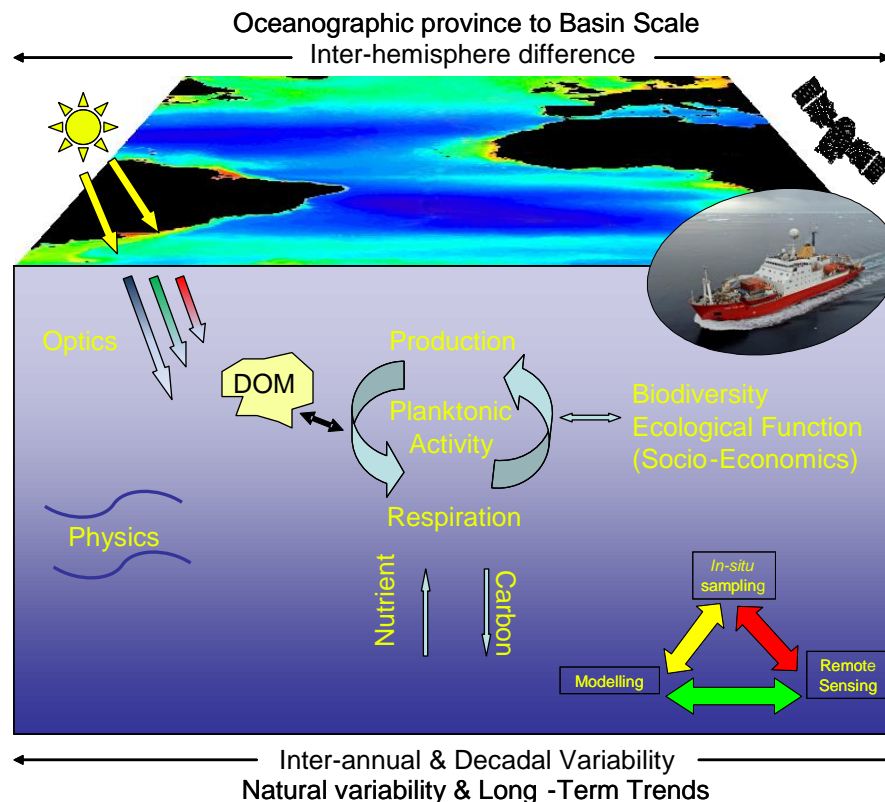 Oceanographic province to Basin Scale
Inter-hemisphere difference
Optics
Production
DOM
Planktonic
Activity
Biodiversity
Ecological Function
(Socio-Economics)
Respiration
Physics
Nutrient
Carbon
In-situ
sampling
Modelling
Remote
Sensing
Inter-annual & Decadal Variability
Natural variability & Long -Term Trends